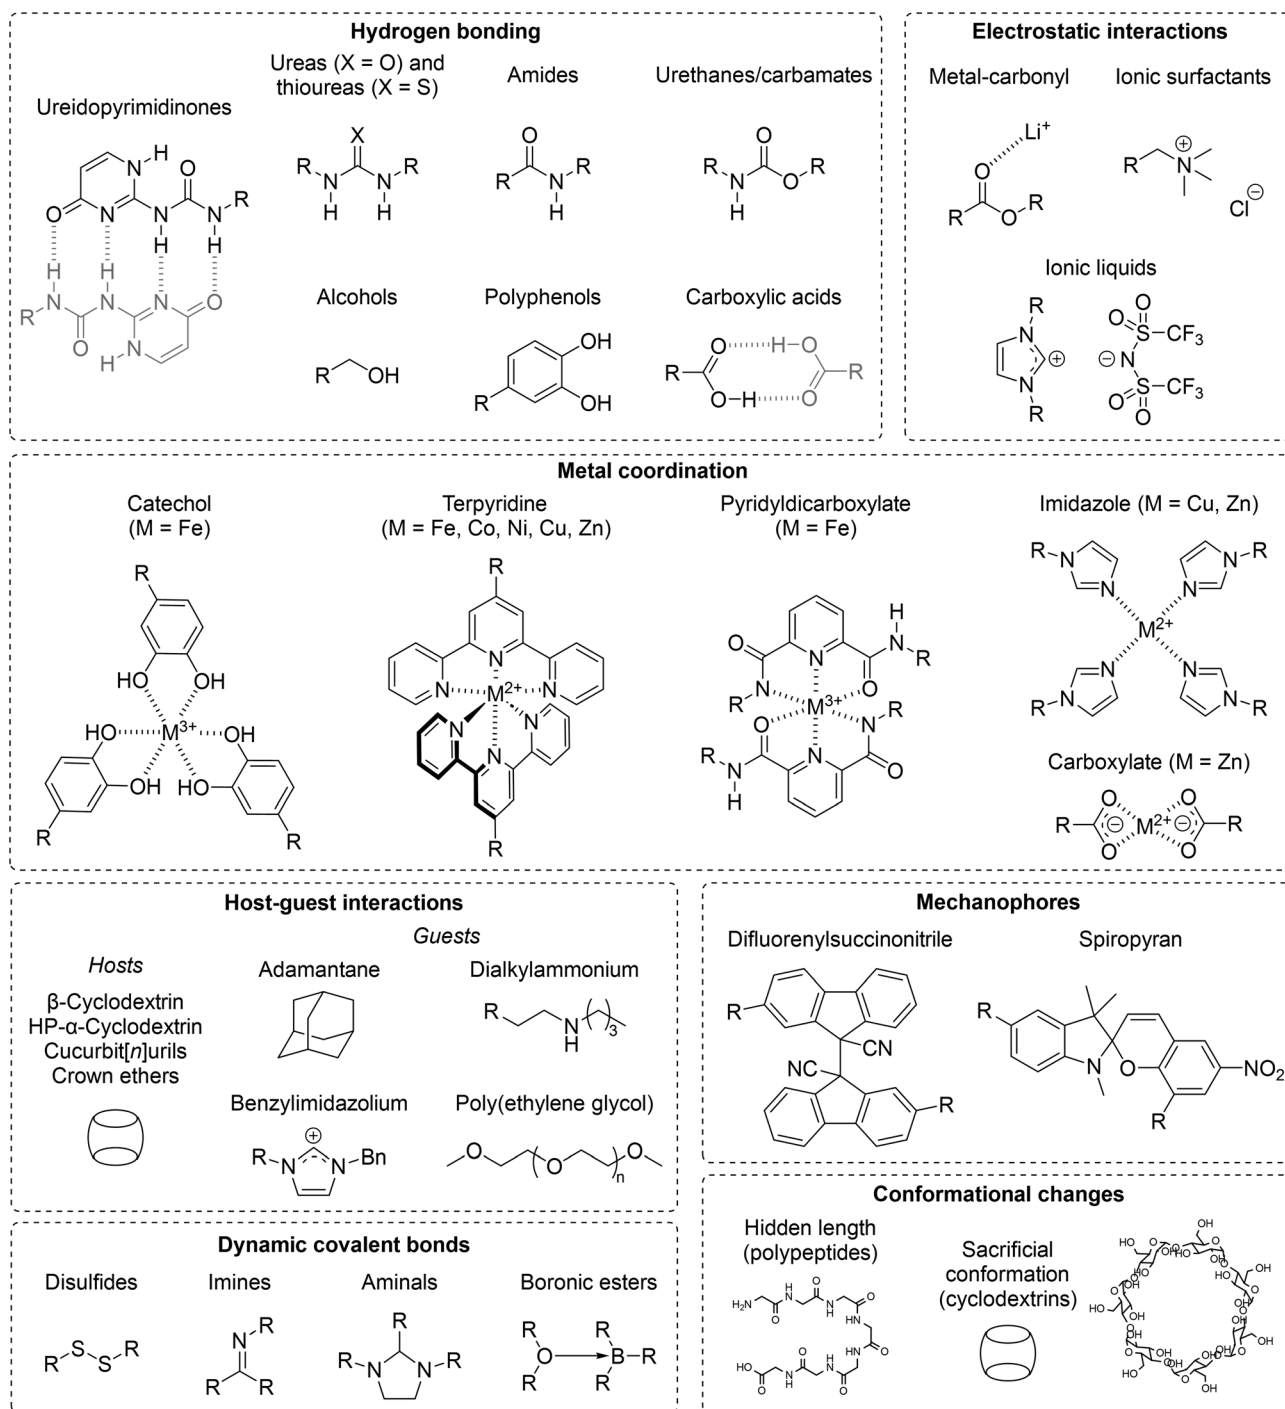 Hydrogen bonding
Ureidopyrimidinones
Ureas (X = O) and
thioureas (X = S)
Amides
Urethanes/carbamates
Alcohols
Polyphenols
Carboxylic acids
Electrostatic interactions
Metal-carbonyl
Ionic surfactants
Ionic liquids
Metal coordination
Catechol
(M = Fe)
Terpyridine
(M = Fe, Co, Ni, Cu, Zn)
Pyridyldicarboxylate
(M = Fe)
Imidazole (M = Cu, Zn)
Carboxylate (M = Zn)
Host-guest interactions
Hosts
β-Cyclodextrin
HP-α-Cyclodextrin
Cucurbit[n]urils
Crown ethers
Guests
Adamantane
Dialkylammonium
Benzylimidazolium
Poly(ethylene glycol)
Mechanophores
Difluorenylsuccinonitrile
Spiropyran
Dynamic covalent bonds
Disulfides
Imines
Aminals
Boronic esters
Conformational changes
Hidden length
(polypeptides)
Sacrificial
conformation
(cyclodextrins)